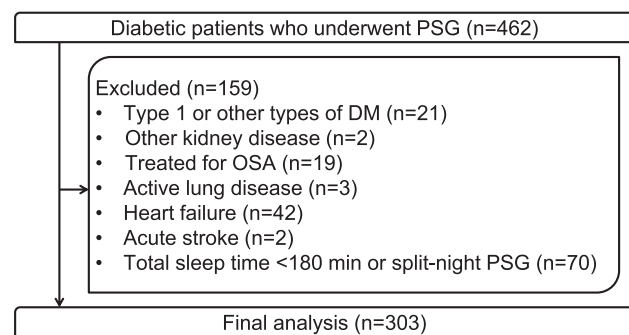 Diabetic patients who underwent PSG (n=462)
Excluded (n=159)
• Type 1 or other types of DM (n=21)
• Other kidney disease (n=2)
• Treated for OSA (n=19)
• Active lung disease (n=3)
• Heart failure (n=42)
• Acute stroke (n=2)
• Total sleep time <180 min or split-night PSG (n=70)
Final analysis (n=303)